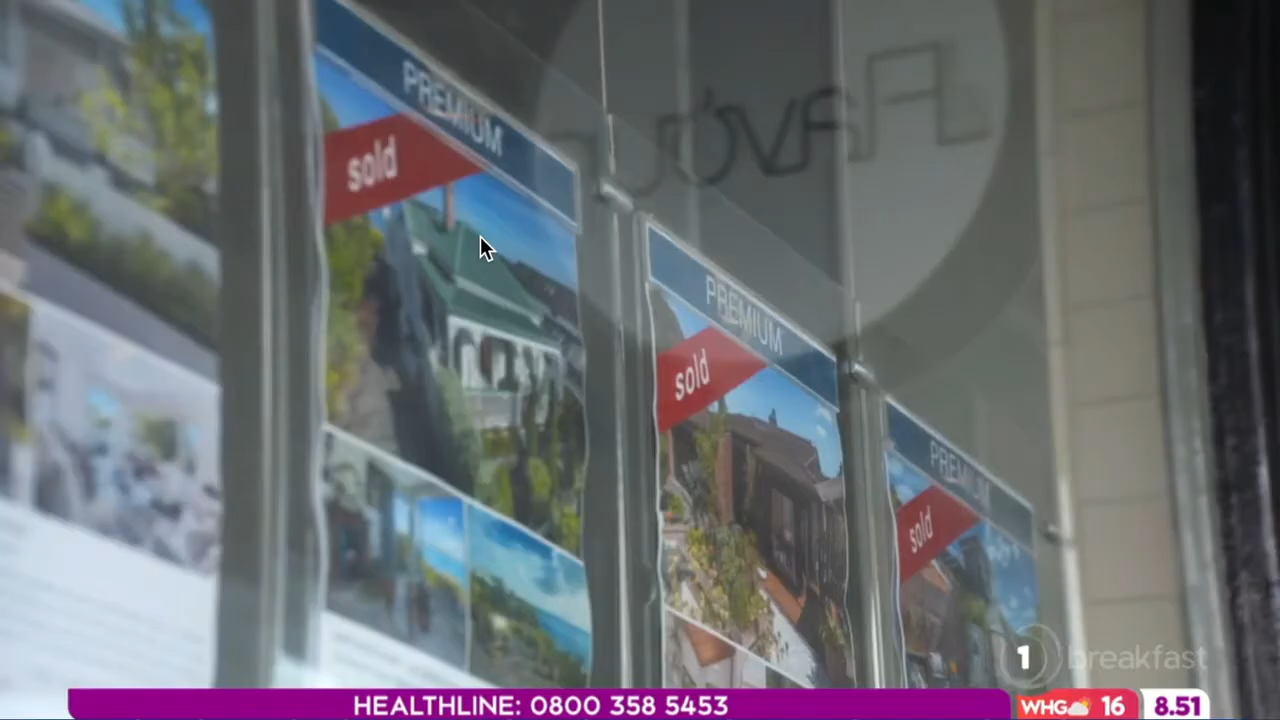 PREMIUM
sold
PREMIUM
sold
PREMIUM
sold
1 breakfast
HEALTHLINE: 0800 358 5453
WHG 16 8.51